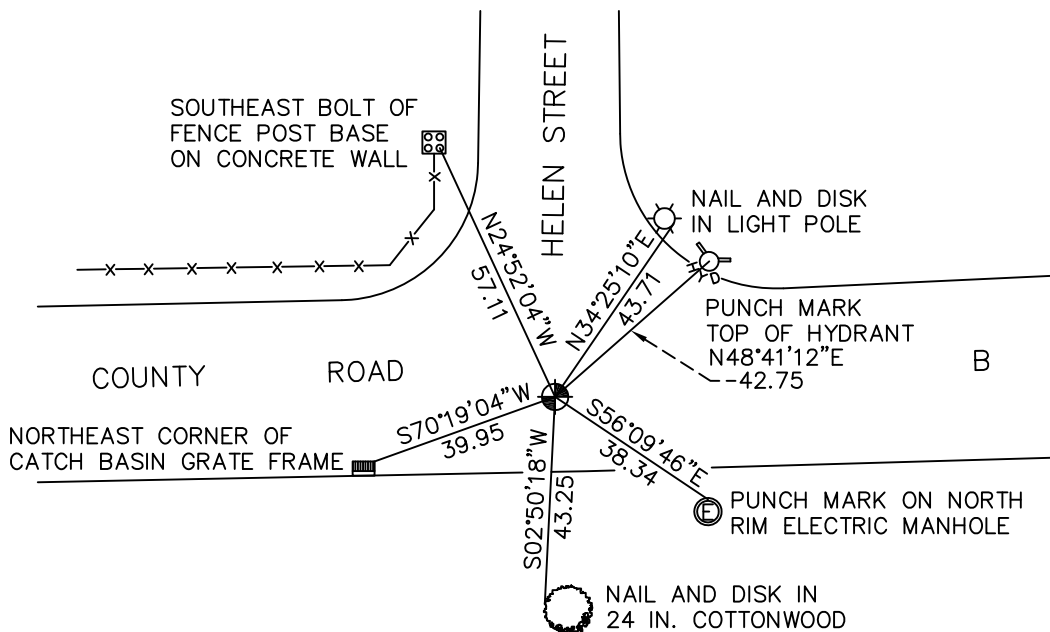 SOUTHEAST BOLT OF
FENCE POST BASE
ON CONCRETE WALL
HELEN STREET
NAIL AND DISK
IN LIGHT POLE
N24°52'04"W
57.11
N34°25'10"E
43.71
HYD
PUNCH MARK
TOP OF HYDRANT
N48°41'12"E
42.75
COUNTY ROAD B
S70°19'04"W
39.95
S56°09'46"E
38.34
NORTHEAST CORNER OF
CATCH BASIN GRATE FRAME
S02°50'18"W
43.25
E
PUNCH MARK ON NORTH
RIM ELECTRIC MANHOLE
NAIL AND DISK IN
24 IN. COTTONWOOD